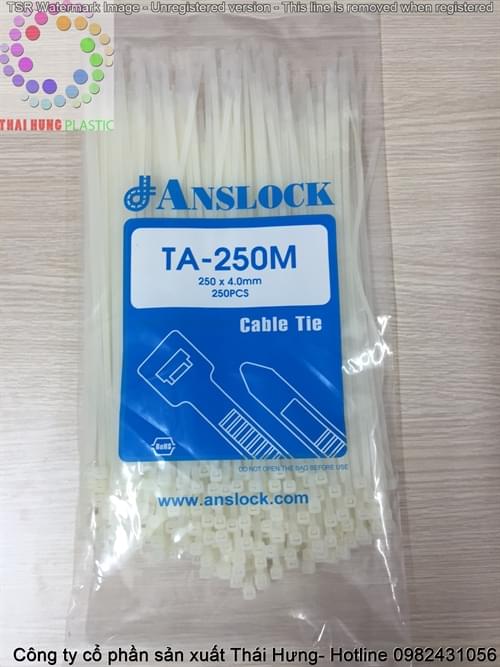 TSR Watermark Image - Unregistered version - This line is removed when registered
THAI HUNG PLASTIC
ANSLOCK
TA-250M
250 x 4.0mm
250PCS
Cable Tie
RoHS
DO NOT OPEN THE BAG BEFORE USE
www.anslock.com
Công ty cổ phần sản xuất Thái Hưng- Hotline 0982431056